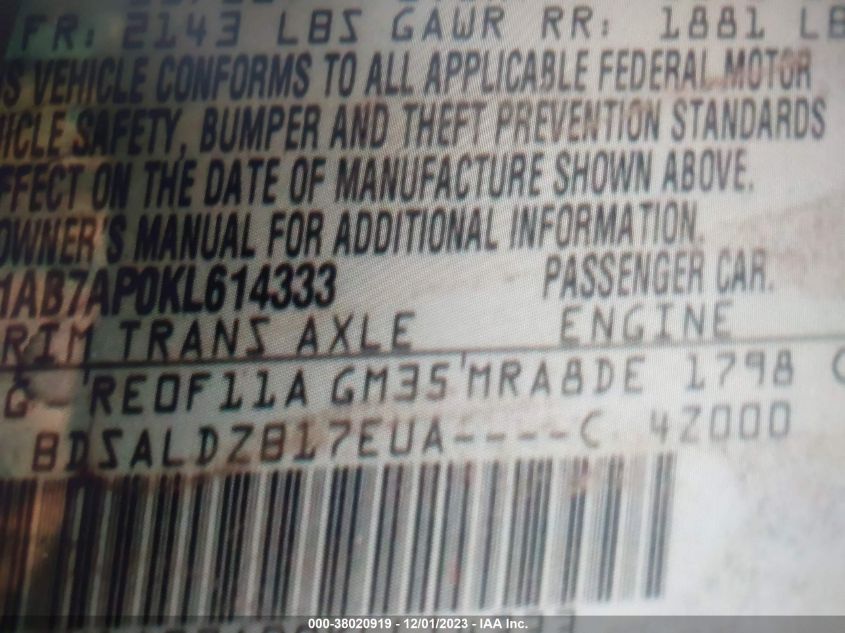 FR: 2143 LBS GAWR RR: 1881 LB
VEHICLE CONFORMS TO ALL APPLICABLE FEDERAL MOTOR
HICLE SAFETY, BUMPER AND THEFT PREVENTION STANDARDS
FFECT ON THE DATE OF MANUFACTURE SHOWN ABOVE.
OWNER'S MANUAL FOR ADDITIONAL INFORMATION.
1AB7AP0KL614333 PASSENGER CAR.
RIM TRANS AXLE ENGINE
G REOF11A GM35 MRA8DE 1798 C
BDSALDZB17EUA----C 4Z000
000-38020919 - 12/01/2023 - IAA Inc.